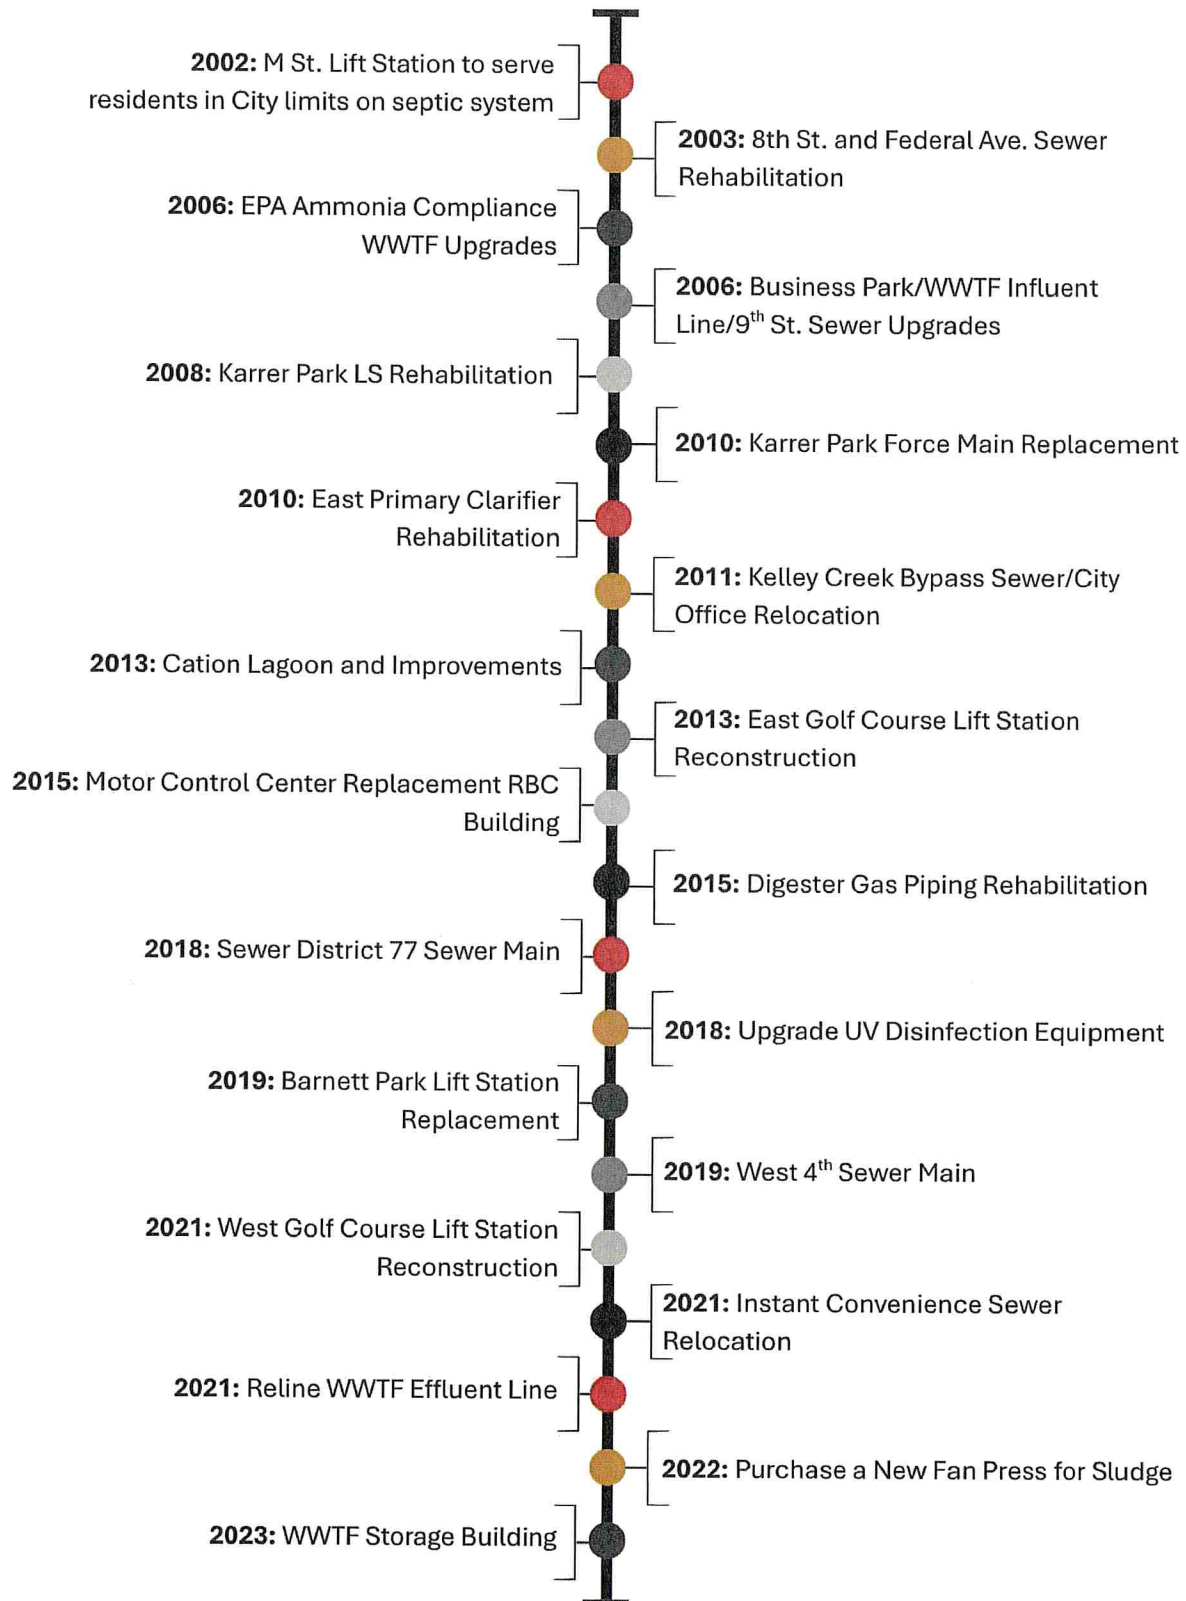 2002: M St. Lift Station to serve
residents in City limits on septic system
2003: 8th St. and Federal Ave. Sewer
Rehabilitation
2006: EPA Ammonia Compliance
WWTF Upgrades
2006: Business Park/WWTF Influent
Line/9th St. Sewer Upgrades
2008: Karrer Park LS Rehabilitation
2010: Karrer Park Force Main Replacement
2010: East Primary Clarifier
Rehabilitation
2011: Kelley Creek Bypass Sewer/City
Office Relocation
2013: Cation Lagoon and Improvements
2013: East Golf Course Lift Station
Reconstruction
2015: Motor Control Center Replacement RBC
Building
2015: Digester Gas Piping Rehabilitation
2018: Sewer District 77 Sewer Main
2018: Upgrade UV Disinfection Equipment
2019: Barnett Park Lift Station
Replacement
2019: West 4th Sewer Main
2021: West Golf Course Lift Station
Reconstruction
2021: Instant Convenience Sewer
Relocation
2021: Reline WWTF Effluent Line
2022: Purchase a New Fan Press for Sludge
2023: WWTF Storage Building